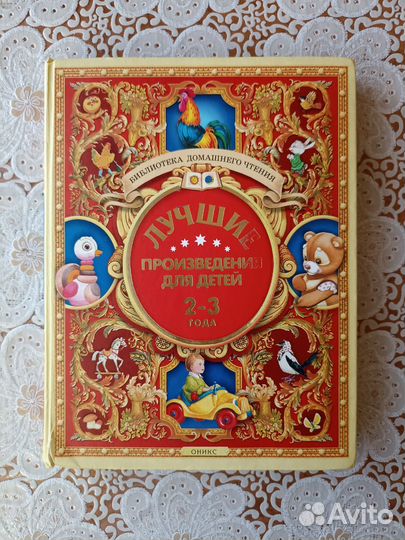 БИБЛИОТЕКА ДОМАШНЕГО ЧТЕНИЯ
ЛУЧШИЕ
ПРОИЗВЕДЕНИЯ
ДЛЯ ДЕТЕЙ
2-3
ГОДА
ОНИКС
Avito